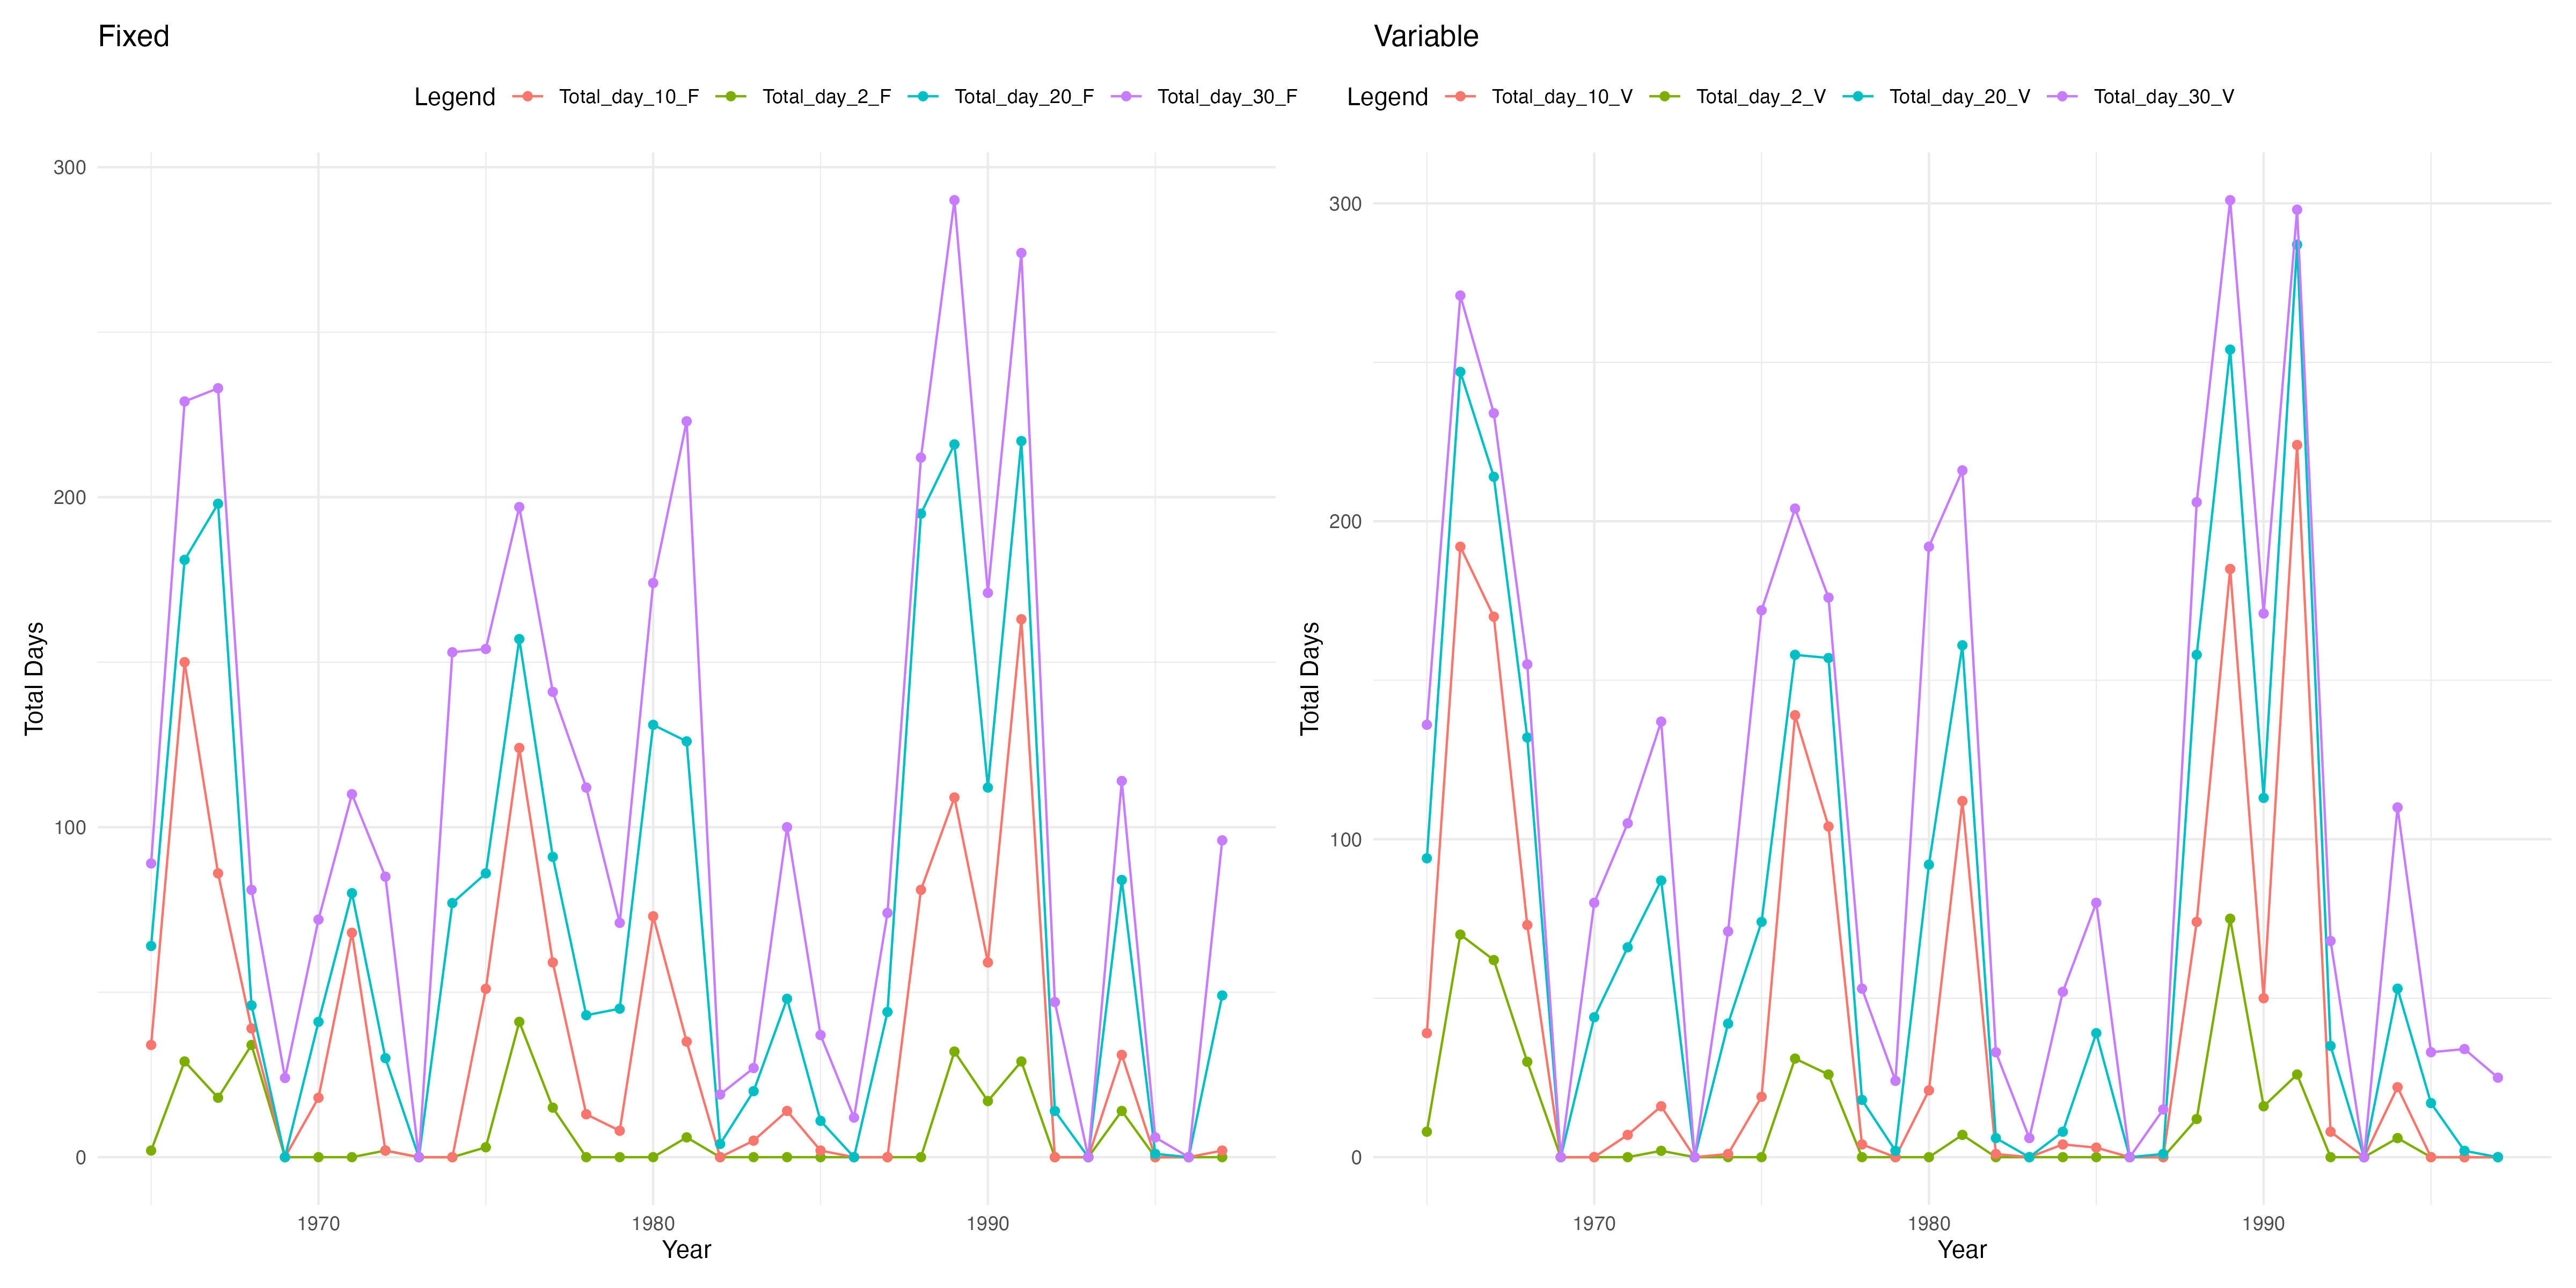 Fixed
Legend Total_day_10_F Total_day_2_F Total_day_20_F Total_day_30_F
300
200
100
0
Total Days
1970 1980 1990
Year
Variable
Legend Total_day_10_V Total_day_2_V Total_day_20_V Total_day_30_V
300
200
100
0
Total Days
1970 1980 1990
Year